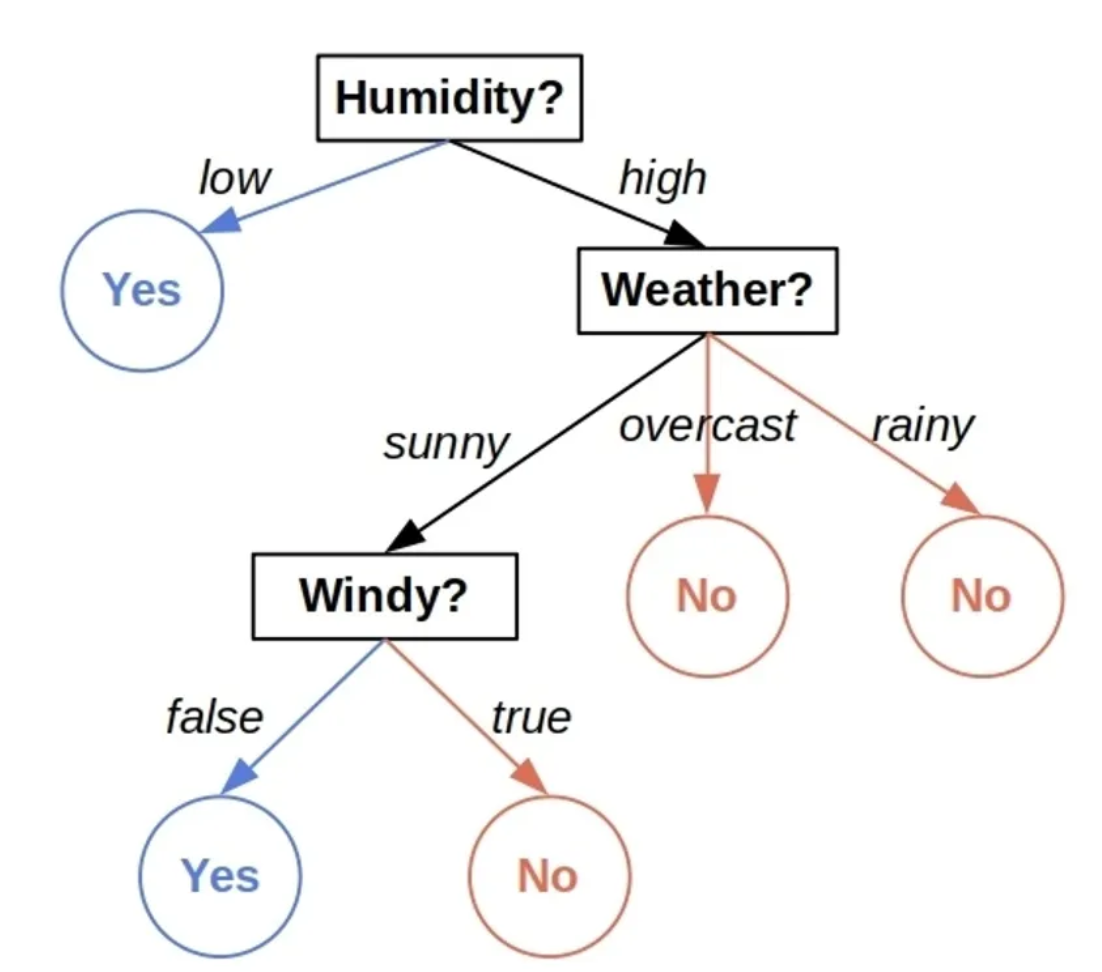 Humidity?
low
high
Yes
Weather?
sunny
overcast
rainy
Windy?
No
No
false
true
Yes
No